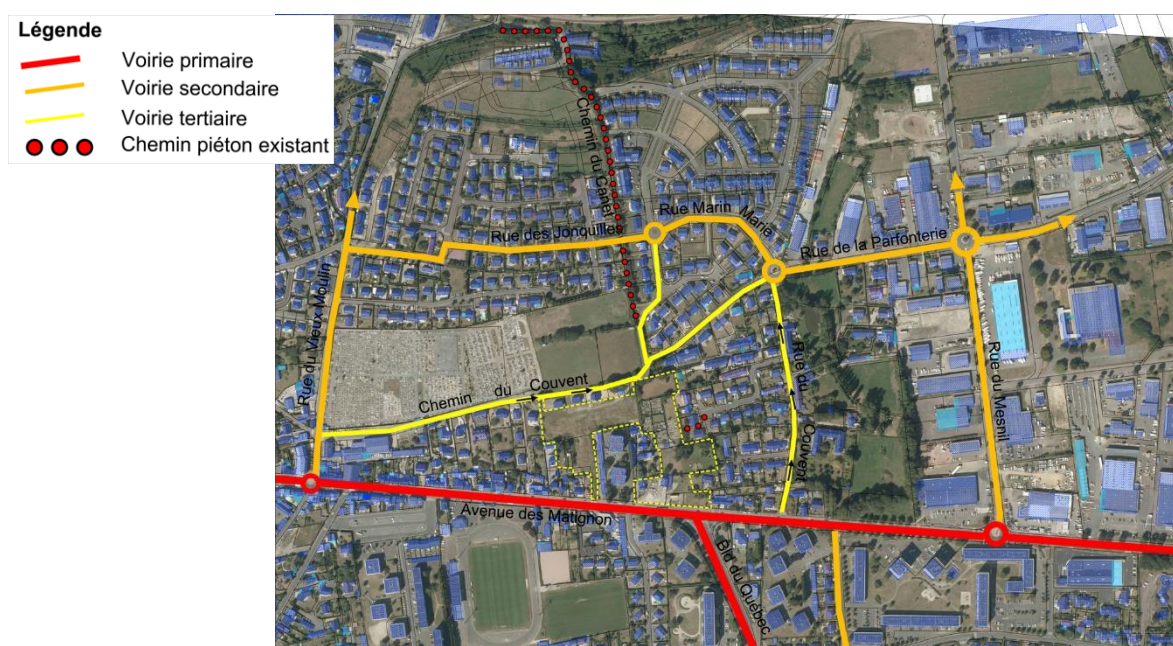 Légende
Voirie primaire
Voirie secondaire
Voirie tertiaire
Chemin piéton existant
Chemin du Canet
Rue Marin Marie
Rue des Jonquilles
Rue de la Parfonterie
Rue du Vieux Moulin
Chemin du Couvent
Rue du Couvent
Rue du Mesnil
Avenue des Matignon
Bld du Québec